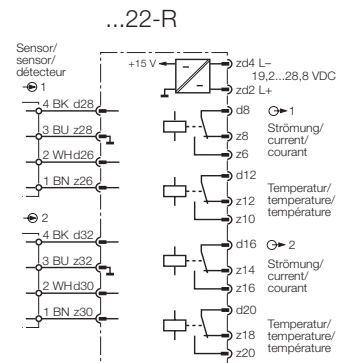 ...22-R
Sensor/
sensor/
détecteur
1
4 BK d28
3 BU z28
2 WH d26
1 BN z26
2
4 BK d32
3 BU z32
2 WH d30
1 BN z30
+15 V
zd4 L–
19,2...28,8 VDC
zd2 L+
d8
1
z8
z6
Strömung/
current/
courant
d12
z12
z10
Temperatur/
temperature/
température
d16
2
z14
z16
Strömung/
current/
courant
d20
z18
z20
Temperatur/
temperature/
température